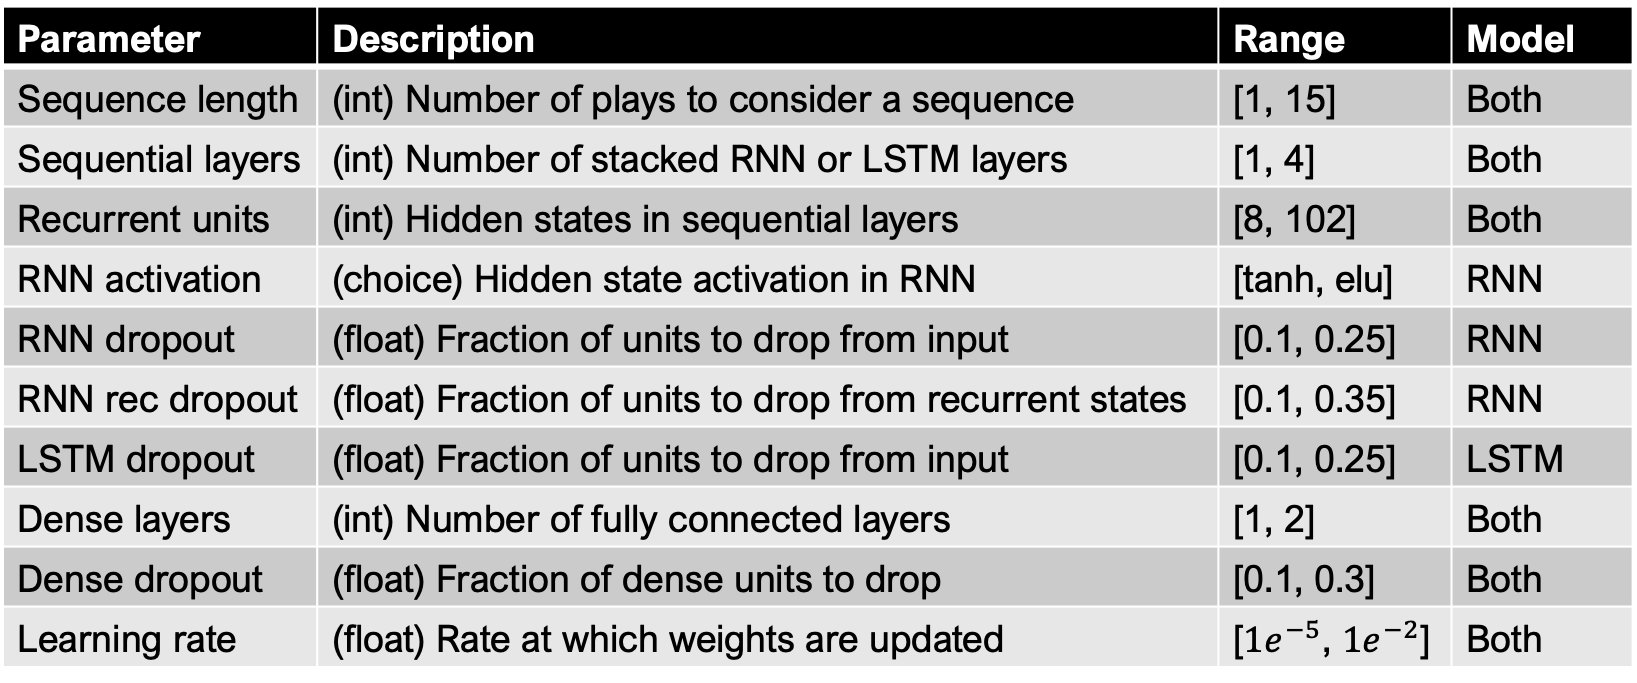 Parameter Description Range Model
Sequence length (int) Number of plays to consider a sequence [1, 15] Both
Sequential layers (int) Number of stacked RNN or LSTM layers [1, 4] Both
Recurrent units (int) Hidden states in sequential layers [8, 102] Both
RNN activation (choice) Hidden state activation in RNN [tanh, elu] RNN
RNN dropout (float) Fraction of units to drop from input [0.1, 0.25] RNN
RNN rec dropout (float) Fraction of units to drop from recurrent states [0.1, 0.35] RNN
LSTM dropout (float) Fraction of units to drop from input [0.1, 0.25] LSTM
Dense layers (int) Number of fully connected layers [1, 2] Both
Dense dropout (float) Fraction of dense units to drop [0.1, 0.3] Both
Learning rate (float) Rate at which weights are updated [1e⁻⁵, 1e⁻²] Both